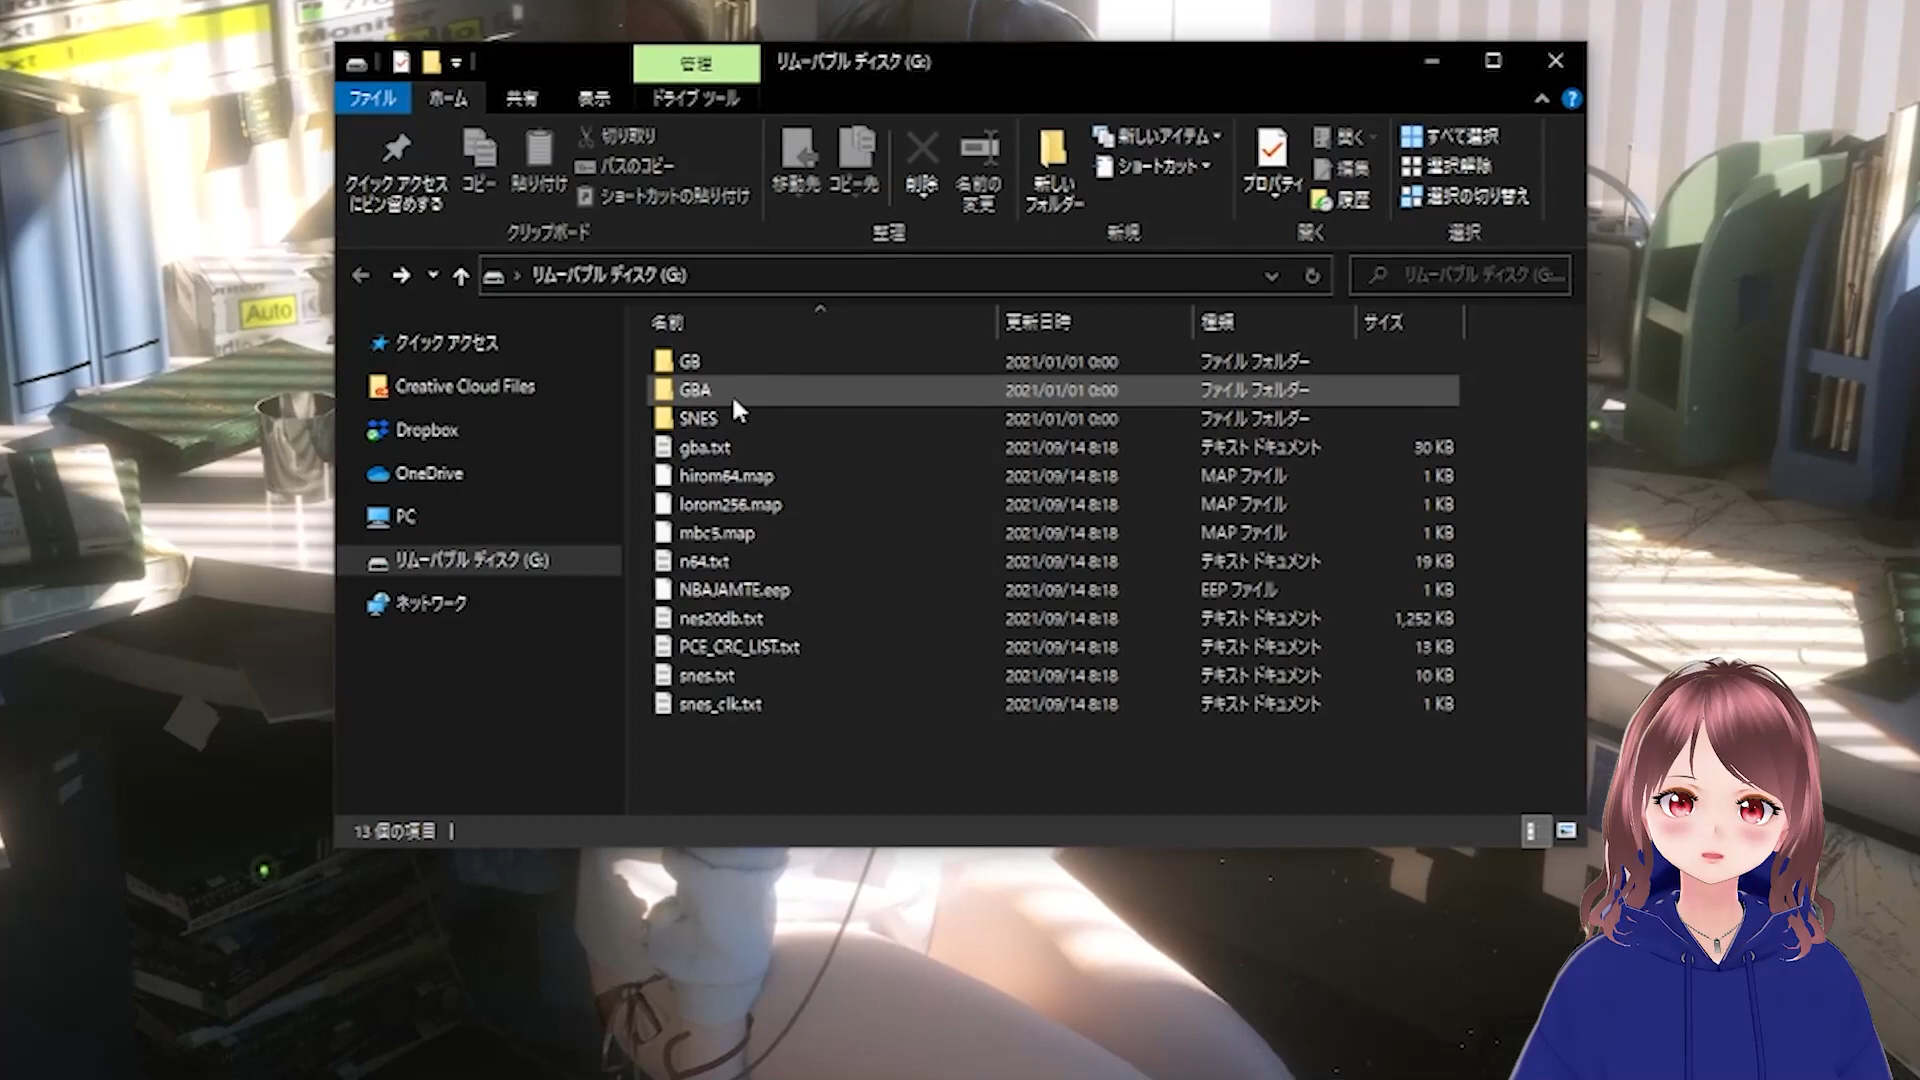 管理
リムーバブル ディスク (G:)
ファイル
ホーム
共有
表示
ドライブ ツール
クイック アクセス
にピン留めする
コピー
貼り付け
切り取り
パスのコピー
ショートカットの貼り付け
クリップボード
移動先
コピー先
削除
名前の
変更
整理
新しい
フォルダー
新しいアイテム
ショートカット
新規
プロパティ
開く
編集
履歴
開く
すべて選択
選択解除
選択の切り替え
選択
リムーバブル ディスク (G:)
リムーバブル ディスク (G:...
クイック アクセス
Creative Cloud Files
Dropbox
OneDrive
PC
リムーバブル ディスク (G:)
ネットワーク
名前 更新日時 種類 サイズ
GB 2021/01/01 0:00 ファイル フォルダー
GBA 2021/01/01 0:00 ファイル フォルダー
SNES 2021/01/01 0:00 ファイル フォルダー
gba.txt 2021/09/14 8:18 テキスト ドキュメント 30 KB
hirom64.map 2021/09/14 8:18 MAP ファイル 1 KB
lorom256.map 2021/09/14 8:18 MAP ファイル 1 KB
mbc5.map 2021/09/14 8:18 MAP ファイル 1 KB
n64.txt 2021/09/14 8:18 テキスト ドキュメント 19 KB
NBAJAMTE.eep 2021/09/14 8:18 EEP ファイル 1 KB
nes20db.txt 2021/09/14 8:18 テキスト ドキュメント 1,252 KB
PCE_CRC_LIST.txt 2021/09/14 8:18 テキスト ドキュメント 13 KB
snes.txt 2021/09/14 8:18 テキスト ドキュメント 10 KB
snes_clk.txt 2021/09/14 8:18 テキスト ドキュメント 1 KB
13 個の項目
Monitor
Auto